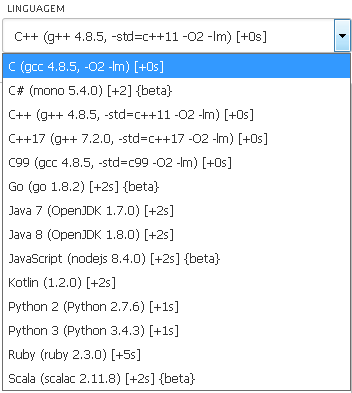 LINGUAGEM
C++ (g++ 4.8.5, -std=c++11 -O2 -lm) [+0s]
C (gcc 4.8.5, -O2 -lm) [+0s]
C# (mono 5.4.0) [+2] {beta}
C++ (g++ 4.8.5, -std=c++11 -O2 -lm) [+0s]
C++17 (g++ 7.2.0, -std=c++17 -O2 -lm) [+0s]
C99 (gcc 4.8.5, -std=c99 -O2 -lm) [+0s]
Go (go 1.8.2) [+2s] {beta}
Java 7 (OpenJDK 1.7.0) [+2s]
Java 8 (OpenJDK 1.8.0) [+2s]
JavaScript (nodejs 8.4.0) [+2s] {beta}
Kotlin (1.2.0) [+2s]
Python 2 (Python 2.7.6) [+1s]
Python 3 (Python 3.4.3) [+1s]
Ruby (ruby 2.3.0) [+5s]
Scala (scalac 2.11.8) [+2s] {beta}